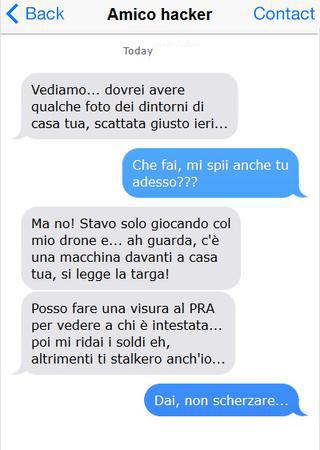 Back Amico hacker Contact
Today
Vediamo... dovrei avere
qualche foto dei dintorni di
casa tua, scattata giusto ieri...
Che fai, mi spii anche tu
adesso???
Ma no! Stavo solo giocando col
mio drone e... ah guarda, c'è
una macchina davanti a casa
tua, si legge la targa!
Posso fare una visura al PRA
per vedere a chi è intestata...
poi mi ridai i soldi eh,
altrimenti ti stalkero anch'io...
Dai, non scherzare...